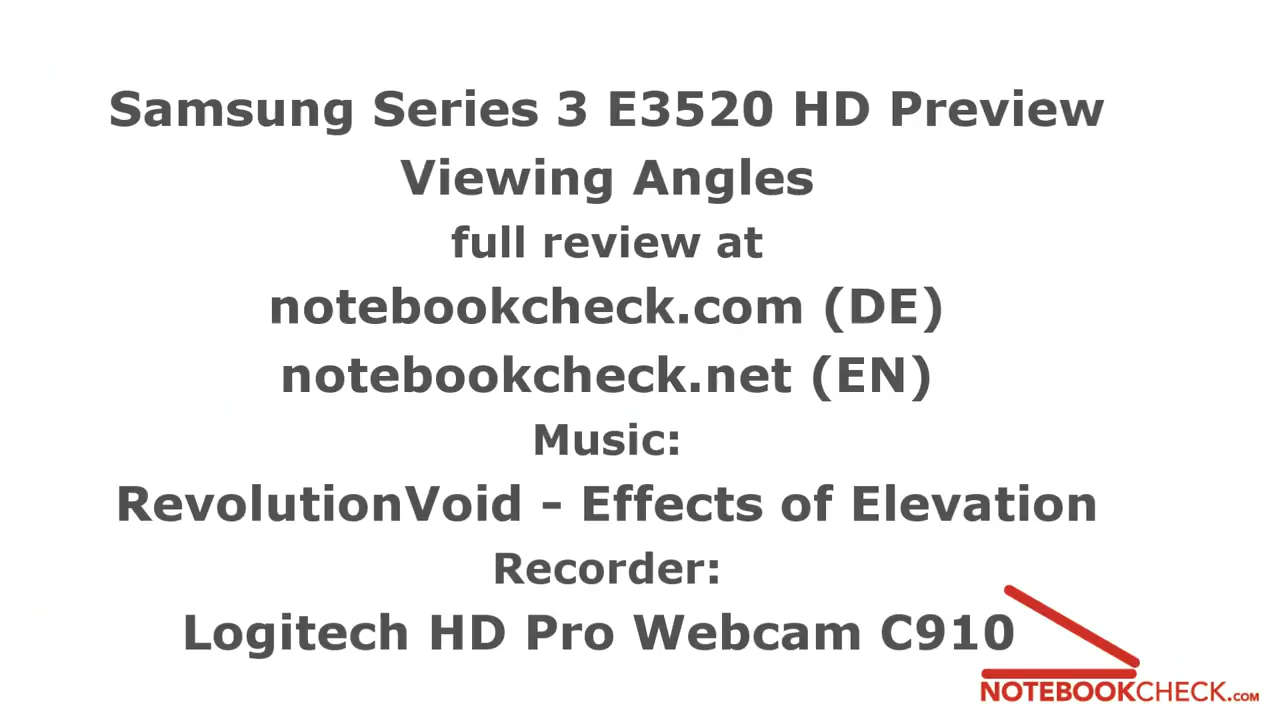 Samsung Series 3 E3520 HD Preview
Viewing Angles
full review at
notebookcheck.com (DE)
notebookcheck.net (EN)
Music:
RevolutionVoid - Effects of Elevation
Recorder:
Logitech HD Pro Webcam C910
NOTEBOOKCHECK.COM